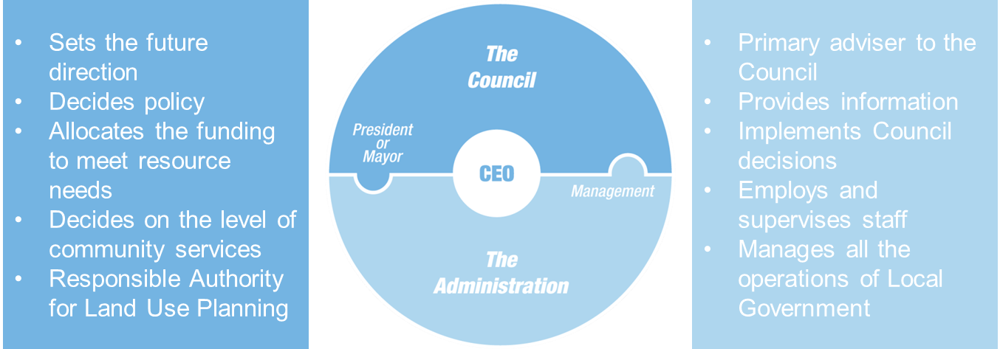 • Sets the future
direction
• Decides policy
• Allocates the funding
to meet resource
needs
• Decides on the level of
community services
• Responsible Authority
for Land Use Planning
The
Council
President
or
Mayor
CEO
Management
The
Administration
• Primary adviser to the
Council
• Provides information
• Implements Council
decisions
• Employs and
supervises staff
• Manages all the
operations of Local
Government